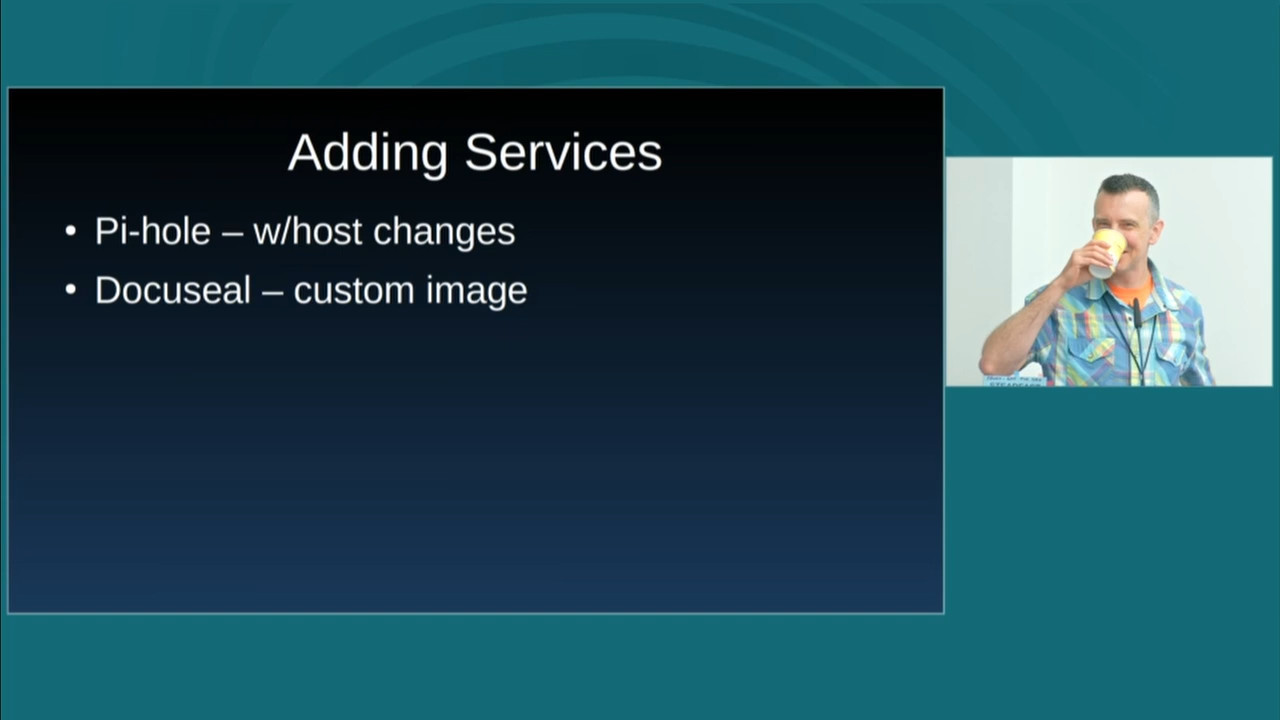 Adding Services
• Pi-hole – w/host changes
• Docuseal – custom image